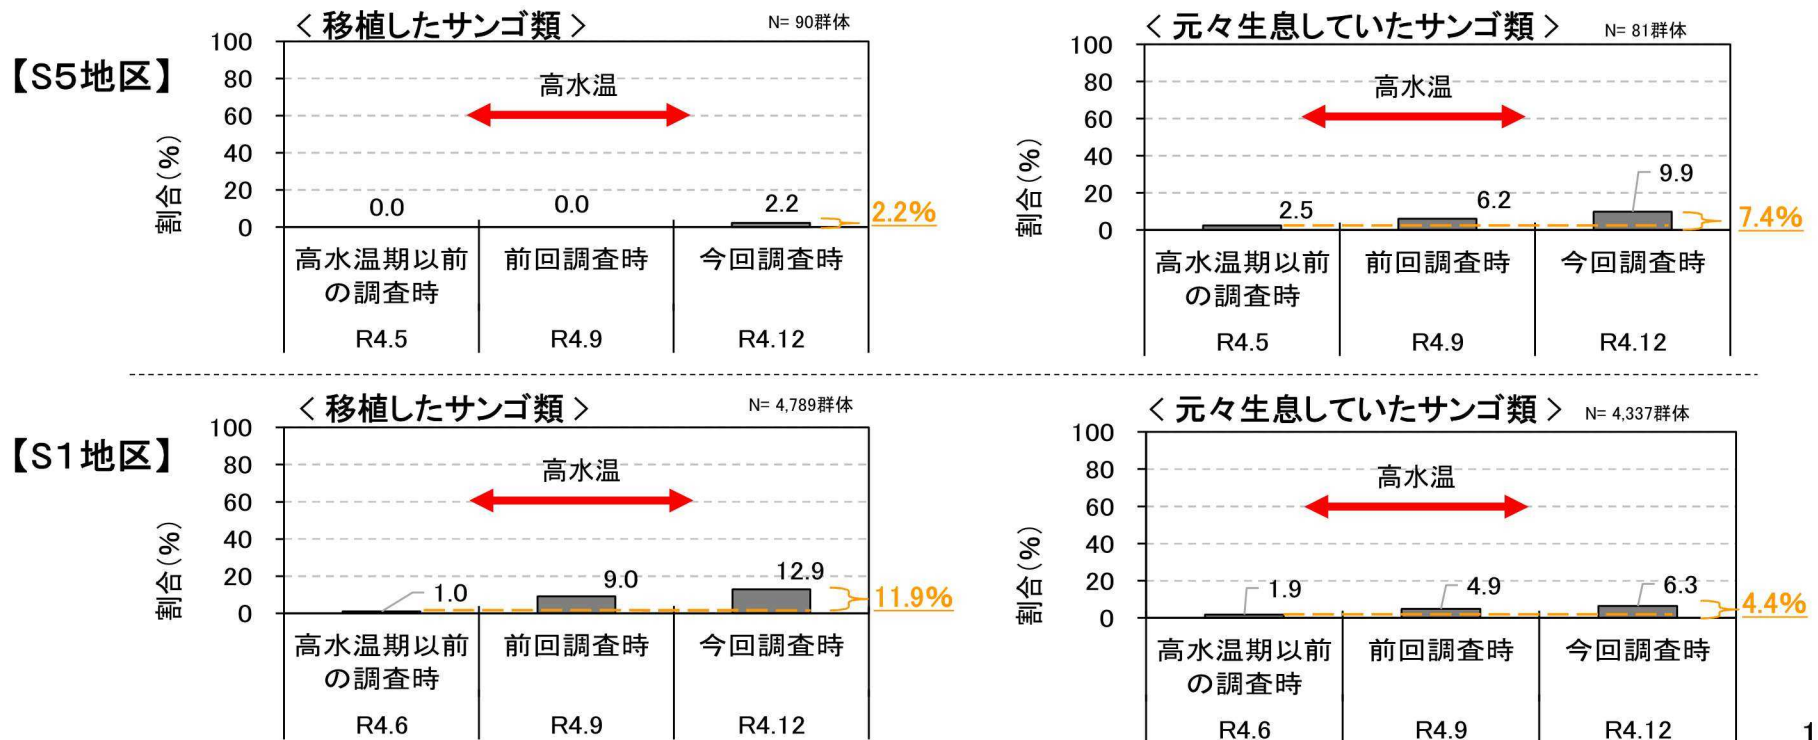 【S5地区】
＜移植したサンゴ類＞
N= 90群体
割合(%)
100
80
60
40
20
0
高水温
0.0
0.0
2.2
2.2%
高水温期以前の調査時
前回調査時
今回調査時
R4.5
R4.9
R4.12
＜元々生息していたサンゴ類＞
N= 81群体
割合(%)
100
80
60
40
20
0
高水温
2.5
6.2
9.9
7.4%
高水温期以前
の調査時
前回調査時
今回調査時
R4.5
R4.9
R4.12
【S1地区】
＜移植したサンゴ類＞
N= 4,789群体
割合(%)
100
80
60
40
20
0
高水温
1.0
9.0
12.9
11.9%
高水温期以前
の調査時
前回調査時
今回調査時
R4.6
R4.9
R4.12
＜元々生息していたサンゴ類＞
N= 4,337群体
割合(%)
100
80
60
40
20
0
高水温
1.9
4.9
6.3
4.4%
高水温期以前
の調査時
前回調査時
今回調査時
R4.6
R4.9
R4.12